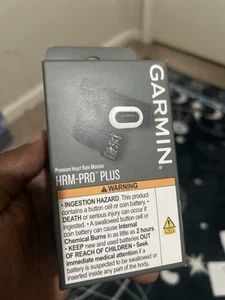 GARMIN
Premium Heart Rate Monitor
HRM-PRO™ PLUS
WARNING
• INGESTION HAZARD: This product
contains a button cell or coin battery. •
DEATH or serious injury can occur if
ingested. • A swallowed button cell or
coin battery can cause Internal
Chemical Burns in as little as 2 hours.
• KEEP new and used batteries OUT
OF REACH OF CHILDREN • Seek
immediate medical attention if a
battery is suspected to be swallowed or
inserted inside any part of the body.